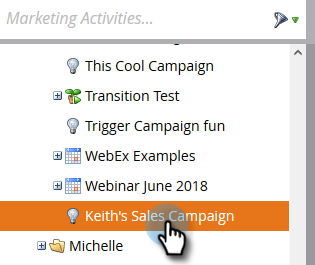 Marketing Activities...
This Cool Campaign
Transition Test
Trigger Campaign fun
WebEx Examples
Webinar June 2018
Keith's Sales Campaign
Michelle